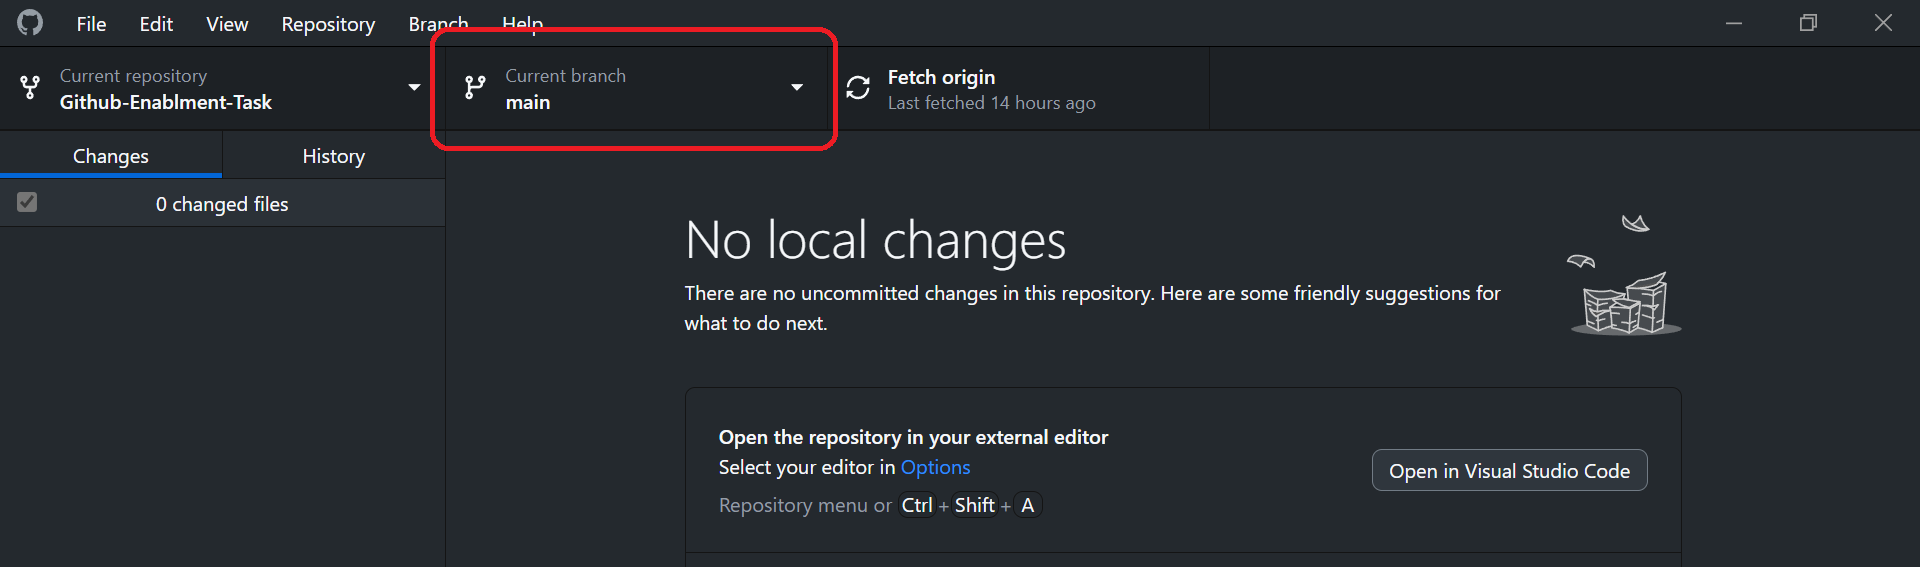 File Edit View Repository Branch Help
Current repository
Github-Enablment-Task
Current branch
main
Fetch origin
Last fetched 14 hours ago
Changes History
0 changed files
No local changes
There are no uncommitted changes in this repository. Here are some friendly suggestions for
what to do next.
Open the repository in your external editor
Select your editor in Options
Repository menu or Ctrl + Shift + A
Open in Visual Studio Code